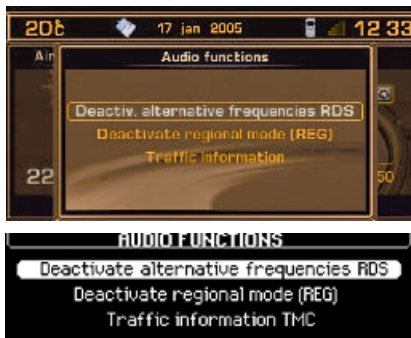 20° 17 jan 2005 12 33
Air
Audio functions
Deactiv. alternative frequencies RDS
Deactivate regional mode (REG)
Traffic information
22
50
AUDIO FUNCTIONS
Deactivate alternative frequencies RDS
Deactivate regional mode (REG)
Traffic information TMC